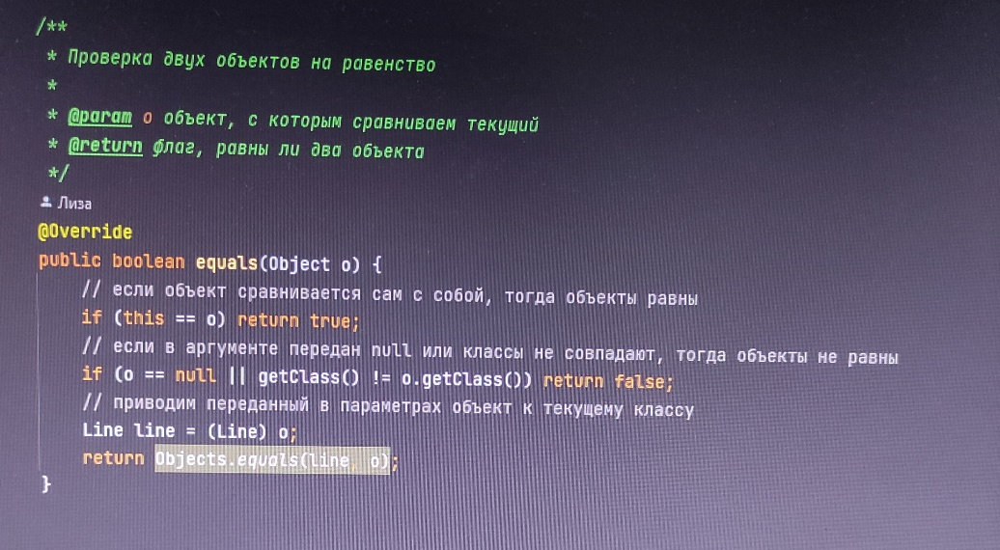 /**
* Проверка двух объектов на равенство
*
* @param o объект, с которым сравниваем текущий
* @return флаг, равны ли два объекта
*/
Лиза
@Override
public boolean equals(Object o) {
// если объект сравнивается сам с собой, тогда объекты равны
if (this == o) return true;
// если в аргументе передан null или классы не совпадают, тогда объекты не равны
if (o == null || getClass() != o.getClass()) return false;
// приводим переданный в параметрах объект к текущему классу
Line line = (Line) o;
return Objects.equals(line, o);
}